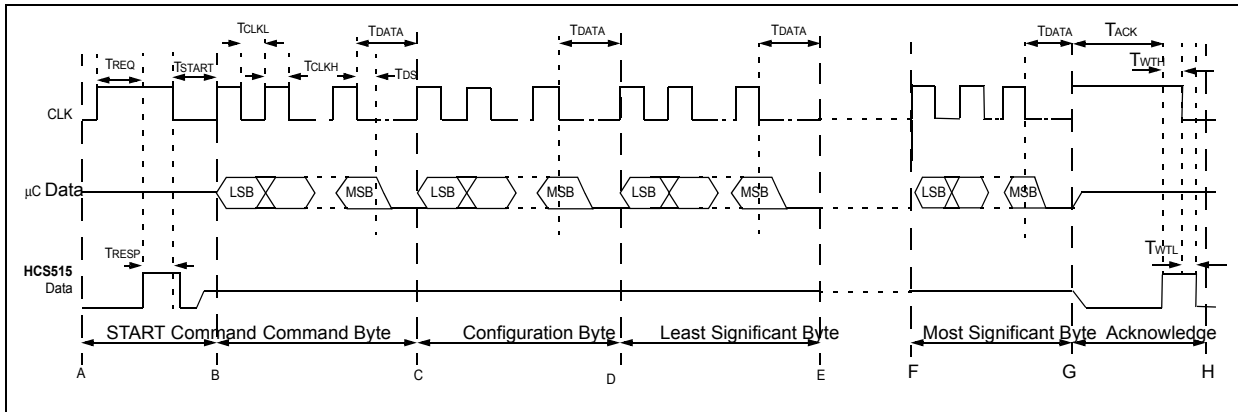 TCLKL TDATA TDATA TDATA TDATA TACK
TREQ TSTART TCLKH TDS TWTH
CLK
µC Data LSB MSB LSB MSB LSB MSB LSB MSB
TRESP TWTL
HCS515
Data
START Command Command Byte Configuration Byte Least Significant Byte Most Significant Byte Acknowledge
A B C D E F G H